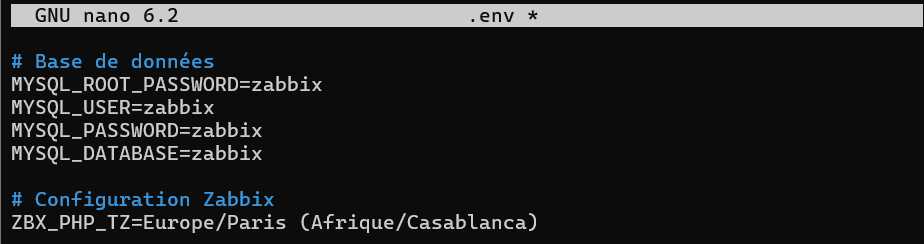 GNU nano 6.2 .env *
# Base de données
MYSQL_ROOT_PASSWORD=zabbix
MYSQL_USER=zabbix
MYSQL_PASSWORD=zabbix
MYSQL_DATABASE=zabbix
# Configuration Zabbix
ZBX_PHP_TZ=Europe/Paris (Afrique/Casablanca)